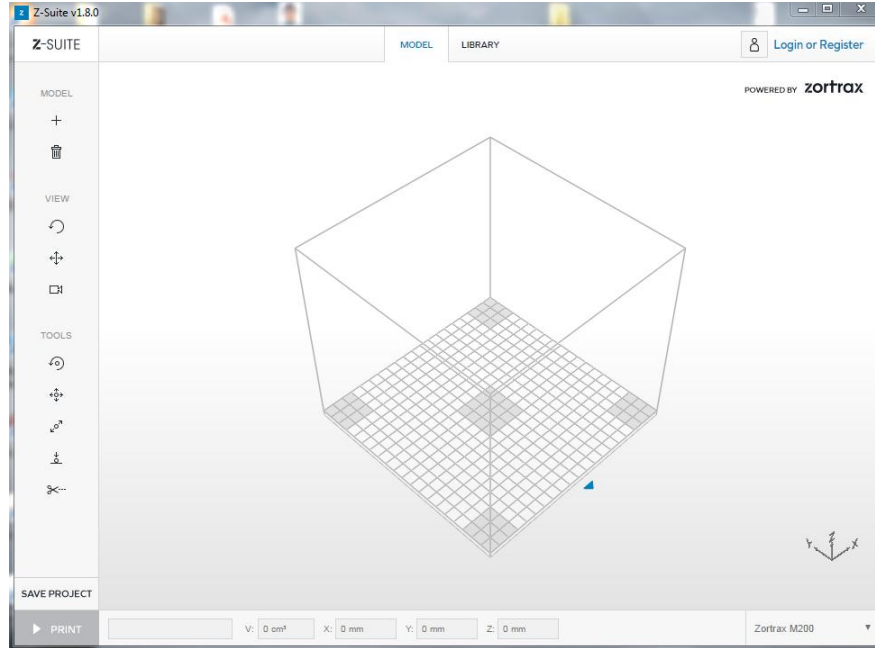 Z-Suite v1.8.0
Z-SUITE
MODEL
LIBRARY
Login or Register
POWERED BY zortrax
MODEL
VIEW
TOOLS
Y Z X
SAVE PROJECT
PRINT
V: 0 cm³
X: 0 mm
Y: 0 mm
Z: 0 mm
Zortrax M200